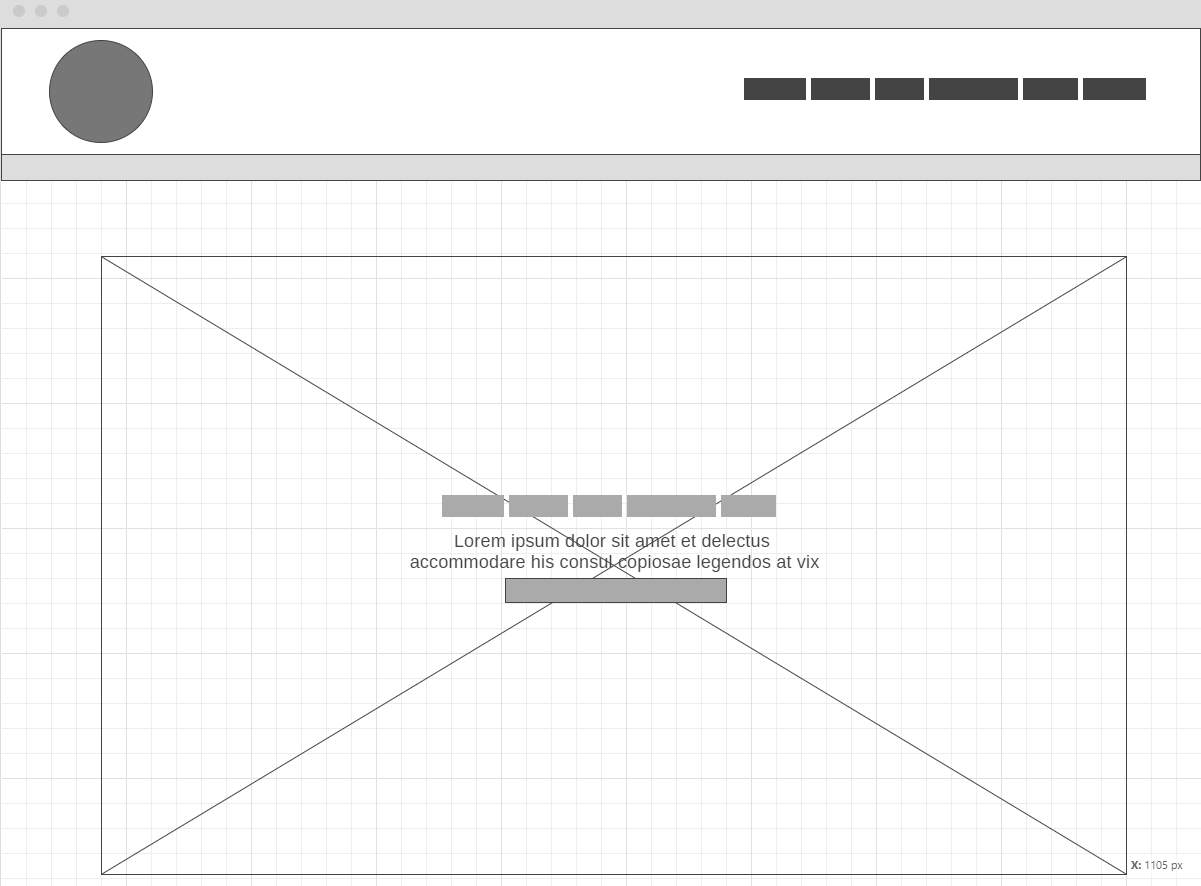 Lorem ipsum dolor sit amet et delectus
accommodare his consul copiosae legendos at vix
X: 1105 px